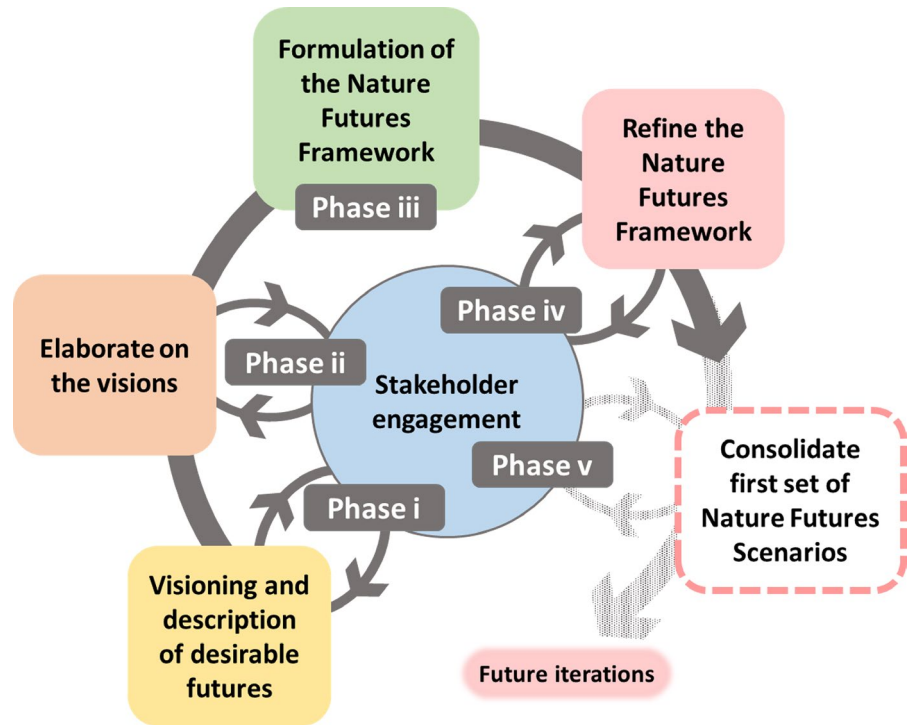 Formulation of
the Nature
Futures
Framework
Phase iii
Refine the
Nature
Futures
Framework
Phase iv
Elaborate on
the visions
Phase ii
Stakeholder
engagement
Phase v
Consolidate
first set of
Nature Futures
Scenarios
Phase i
Visioning and
description
of desirable
futures
Future iterations